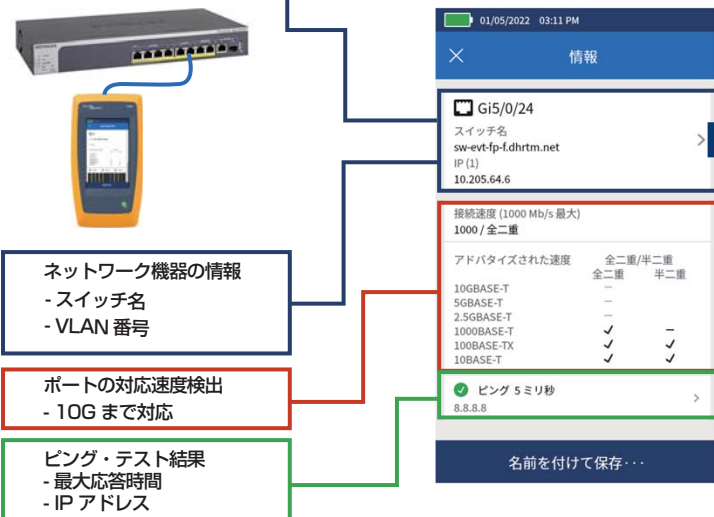 01/05/2022 03:11 PM
情報
Gi5/0/24
スイッチ名
sw-evt-fp-f.dhrtm.net
IP (1)
10.205.64.6
接続速度 (1000 Mb/s 最大)
1000 / 全二重
アドバタイズされた速度 全二重/半二重
全二重 半二重
10GBASE-T –
5GBASE-T –
2.5GBASE-T –
1000BASE-T ✓ –
100BASE-TX ✓ ✓
10BASE-T ✓ ✓
ピング 5 ミリ秒
8.8.8.8
名前を付けて保存・・・
ネットワーク機器の情報
- スイッチ名
- VLAN 番号
ポートの対応速度検出
- 10G まで対応
ピング・テスト結果
- 最大応答時間
- IP アドレス